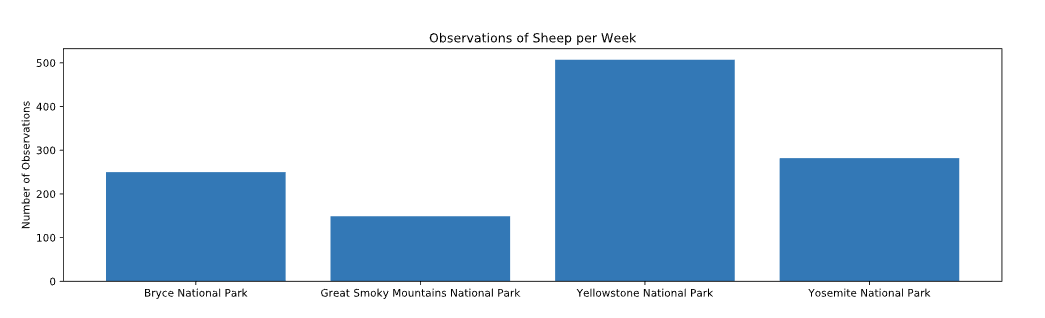 Observations of Sheep per Week
Number of Observations
500
400
300
200
100
0
Bryce National Park
Great Smoky Mountains National Park
Yellowstone National Park
Yosemite National Park